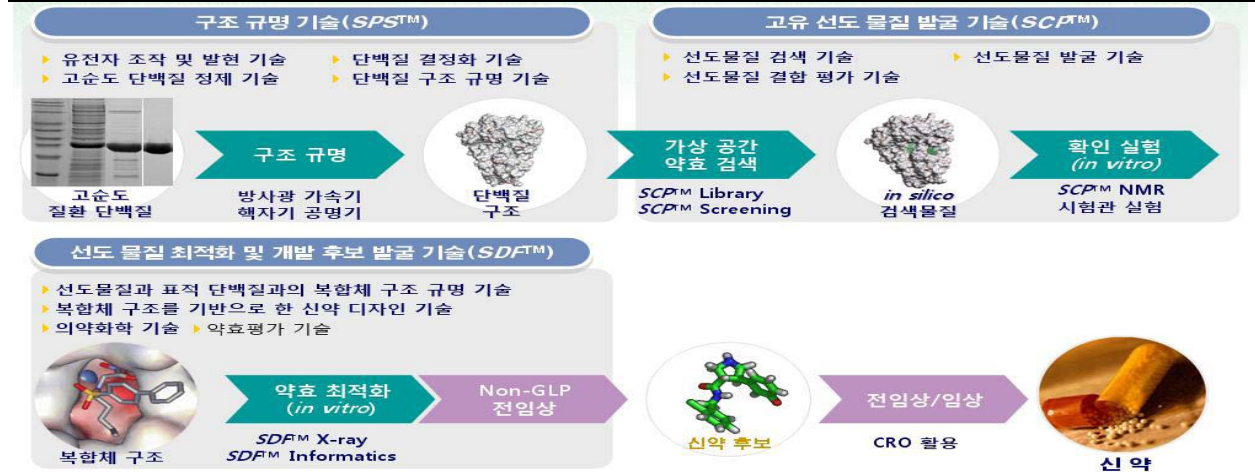 구조 규명 기술(SPS™)
▶ 유전자 조작 및 발현 기술 ▶ 단백질 결정화 기술
▶ 고순도 단백질 정제 기술 ▶ 단백질 구조 규명 기술
고순도
질환 단백질
구조 규명
방사광 가속기
핵자기 공명기
단백질
구조
고유 선도 물질 발굴 기술(SCP™)
▶ 선도물질 검색 기술 ▶ 선도물질 발굴 기술
▶ 선도물질 결합 평가 기술
가상 공간
약효 검색
SCP™ Library
SCP™ Screening
in silico
검색물질
확인 실험
(in vitro)
SCP™ NMR
시험관 실험
선도 물질 최적화 및 개발 후보 발굴 기술(SDF™)
▶ 선도물질과 표적 단백질과의 복합체 구조 규명 기술
▶ 복합체 구조를 기반으로 한 신약 디자인 기술
▶ 의약화학 기술 ▶ 약효평가 기술
복합체 구조
약효 최적화
(in vitro)
SDF™ X-ray
SDF™ Informatics
Non-GLP
전임상
신약 후보
전임상/임상
CRO 활용
신 약